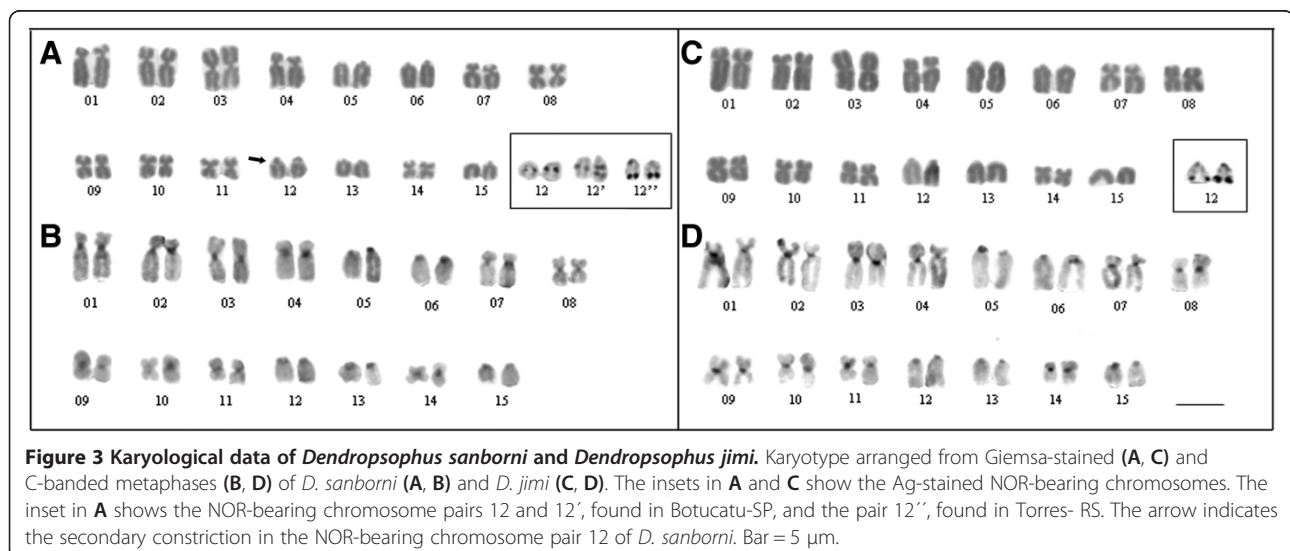 A
01 02 03 04 05 06 07 08
09 10 11 12 13 14 15 12 12’ 12’’
B
01 02 03 04 05 06 07 08
09 10 11 12 13 14 15
C
01 02 03 04 05 06 07 08
09 10 11 12 13 14 15 12
D
01 02 03 04 05 06 07 08
09 10 11 12 13 14 15
Figure 3 Karyological data of Dendropsophus sanborni and Dendropsophus jimi. Karyotype arranged from Giemsa-stained (A, C) and
C-banded metaphases (B, D) of D. sanborni (A, B) and D. jimi (C, D). The insets in A and C show the Ag-stained NOR-bearing chromosomes. The
inset in A shows the NOR-bearing chromosome pairs 12 and 12´, found in Botucatu-SP, and the pair 12´´, found in Torres- RS. The arrow indicates
the secondary constriction in the NOR-bearing chromosome pair 12 of D. sanborni. Bar = 5 μm.